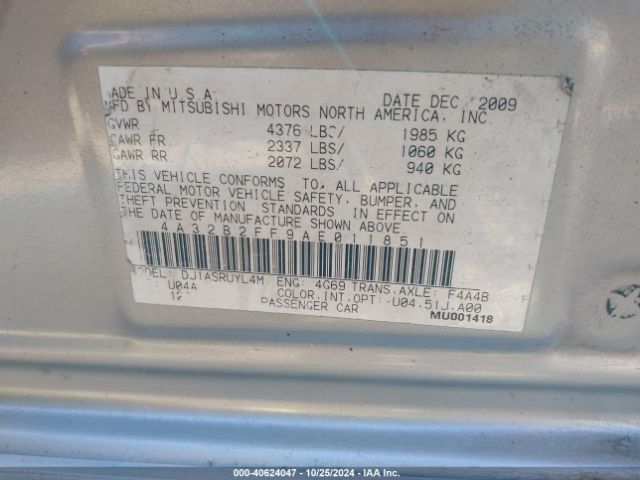 MADE IN U.S.A. DATE DEC, 2009
MFD BY MITSUBISHI MOTORS NORTH AMERICA, INC.
GVWR 4376 LBS/ 1985 KG
GAWR FR 2337 LBS/ 1060 KG
GAWR RR 2072 LBS/ 940 KG
THIS VEHICLE CONFORMS TO, ALL APPLICABLE
FEDERAL MOTOR VEHICLE SAFETY, BUMPER, AND
THEFT PREVENTION STANDARDS IN EFFECT ON
THE DATE OF MANUFACTURE SHOWN ABOVE.
4A32B2FF9AE011851
MODEL: DJ1ASRUYL4M ENG: 4G69 TRANS.AXLE: F4A4B
U04A COLOR.INT.OPT: U04.51J.A00
PASSENGER CAR
MU001418
00-40624047 - 10/25/2024 - IAA Inc.